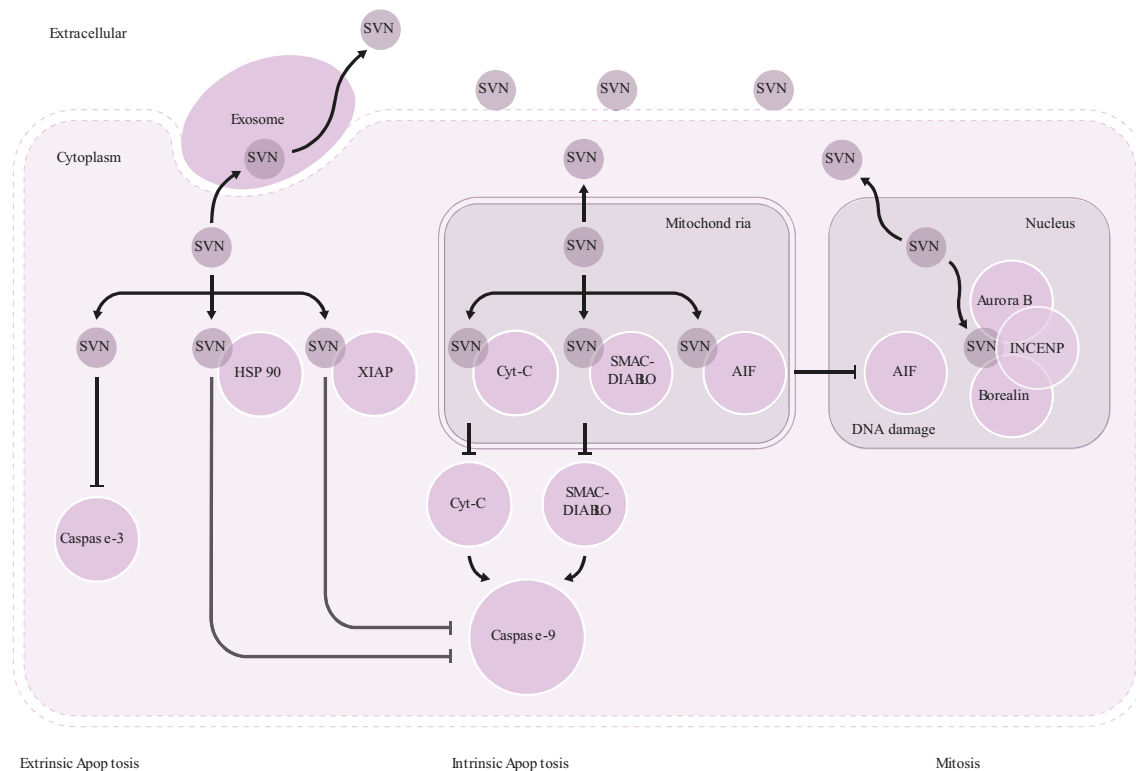 Extracellular
SVN
SVN
SVN
SVN
Exosome
SVN
Cytoplasm
SVN
SVN
SVN
SVN
SVN
Mitochond ria
Nucleus
Aurora B
SVN
SVN
HSP 90
SVN
XIAP
SVN
Cyt-C
SVN
SMAC-
DIABLO
SVN
AIF
AIF
SVN
INCENP
Borealin
DNA damage
Cyt-C
SMAC-
DIABLO
Caspas e-3
Caspas e-9
Extrinsic Apop tosis
Intrinsic Apop tosis
Mitosis